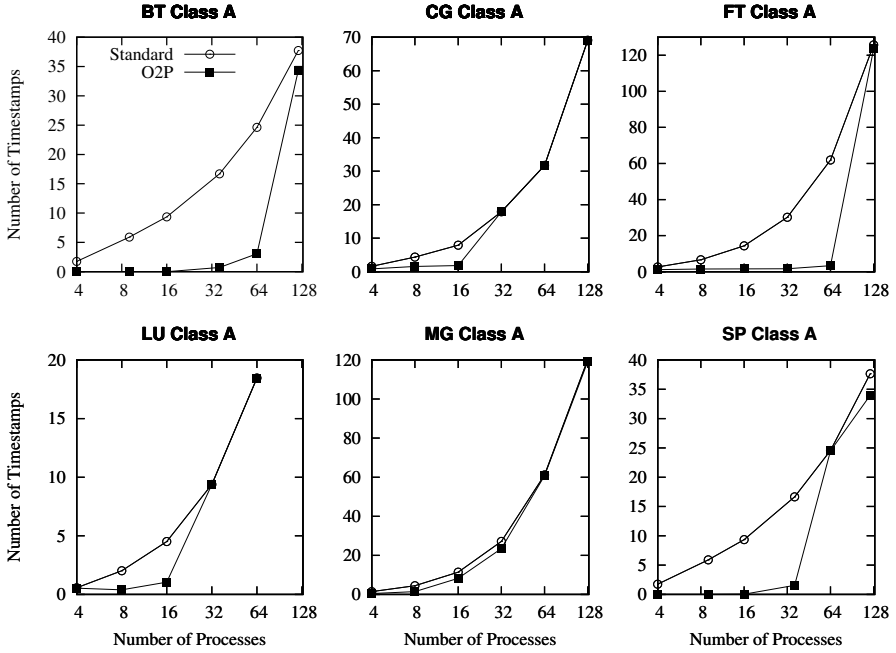 BT Class A
CG Class A
FT Class A
Number of Timestamps
40
35
30
25
20
15
10
5
0
Standard
O2P
4 8 16 32 64 128
70
60
50
40
30
20
10
0
4 8 16 32 64 128
120
100
80
60
40
20
0
4 8 16 32 64 128
LU Class A
MG Class A
SP Class A
Number of Timestamps
20
15
10
5
0
4 8 16 32 64 128
Number of Processes
120
100
80
60
40
20
0
4 8 16 32 64 128
Number of Processes
40
35
30
25
20
15
10
5
0
4 8 16 32 64 128
Number of Processes